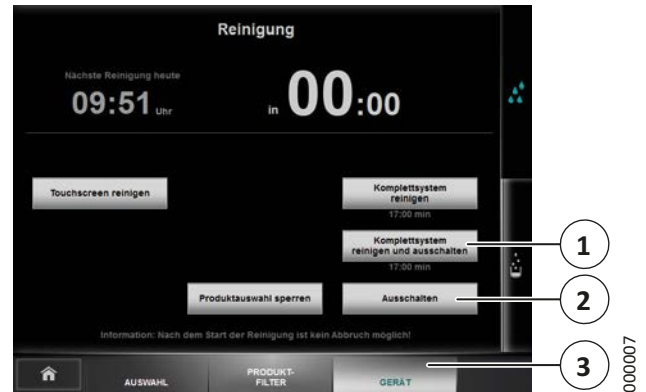 Reinigung
Nächste Reinigung heute
09:51 Uhr
in 00:00
Touchscreen reinigen
Komplettsystem
reinigen
17:00 min
Komplettsystem
reinigen und ausschalten
17:00 min
1
Produktauswahl sperren
Ausschalten
2
Information: Nach dem Start der Reinigung ist kein Abbruch möglich!
AUSWAHL
PRODUKT-
FILTER
GERÄT
3
000007